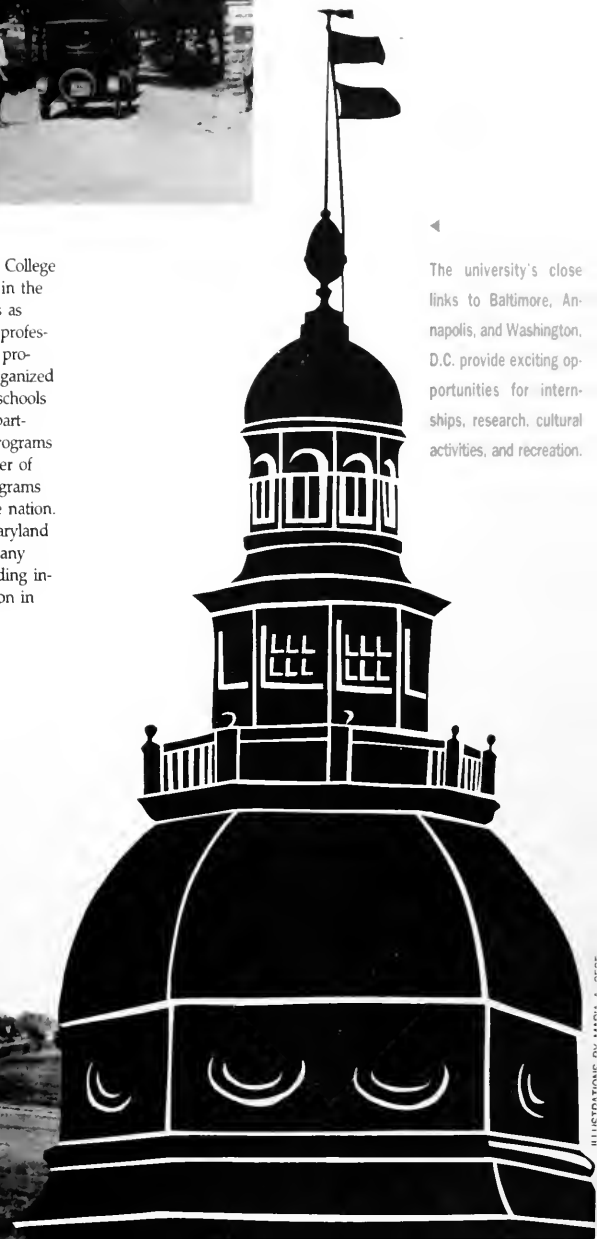 College
in the
as
profes-
pro-
ganized
schools
part-
rograms
er of
grams
nation.
aryland
any
ding in-
on in
The university's close
links to Baltimore, An-
napolis, and Washington,
D.C. provide exciting op-
portunities for intern-
ships, research, cultural
activities, and recreation.
ILLUSTRATIONS BY